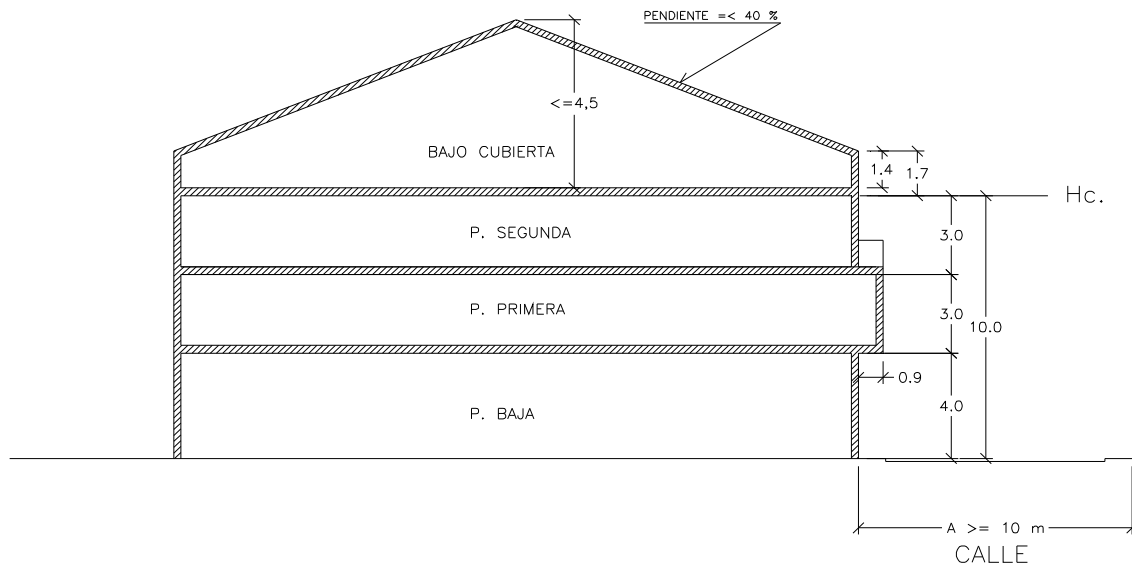 PENDIENTE =< 40 %
<=4,5
BAJO CUBIERTA
1.4
1.7
Hc.
P. SEGUNDA
3.0
P. PRIMERA
3.0
10.0
0.9
P. BAJA
4.0
A >= 10 m
CALLE